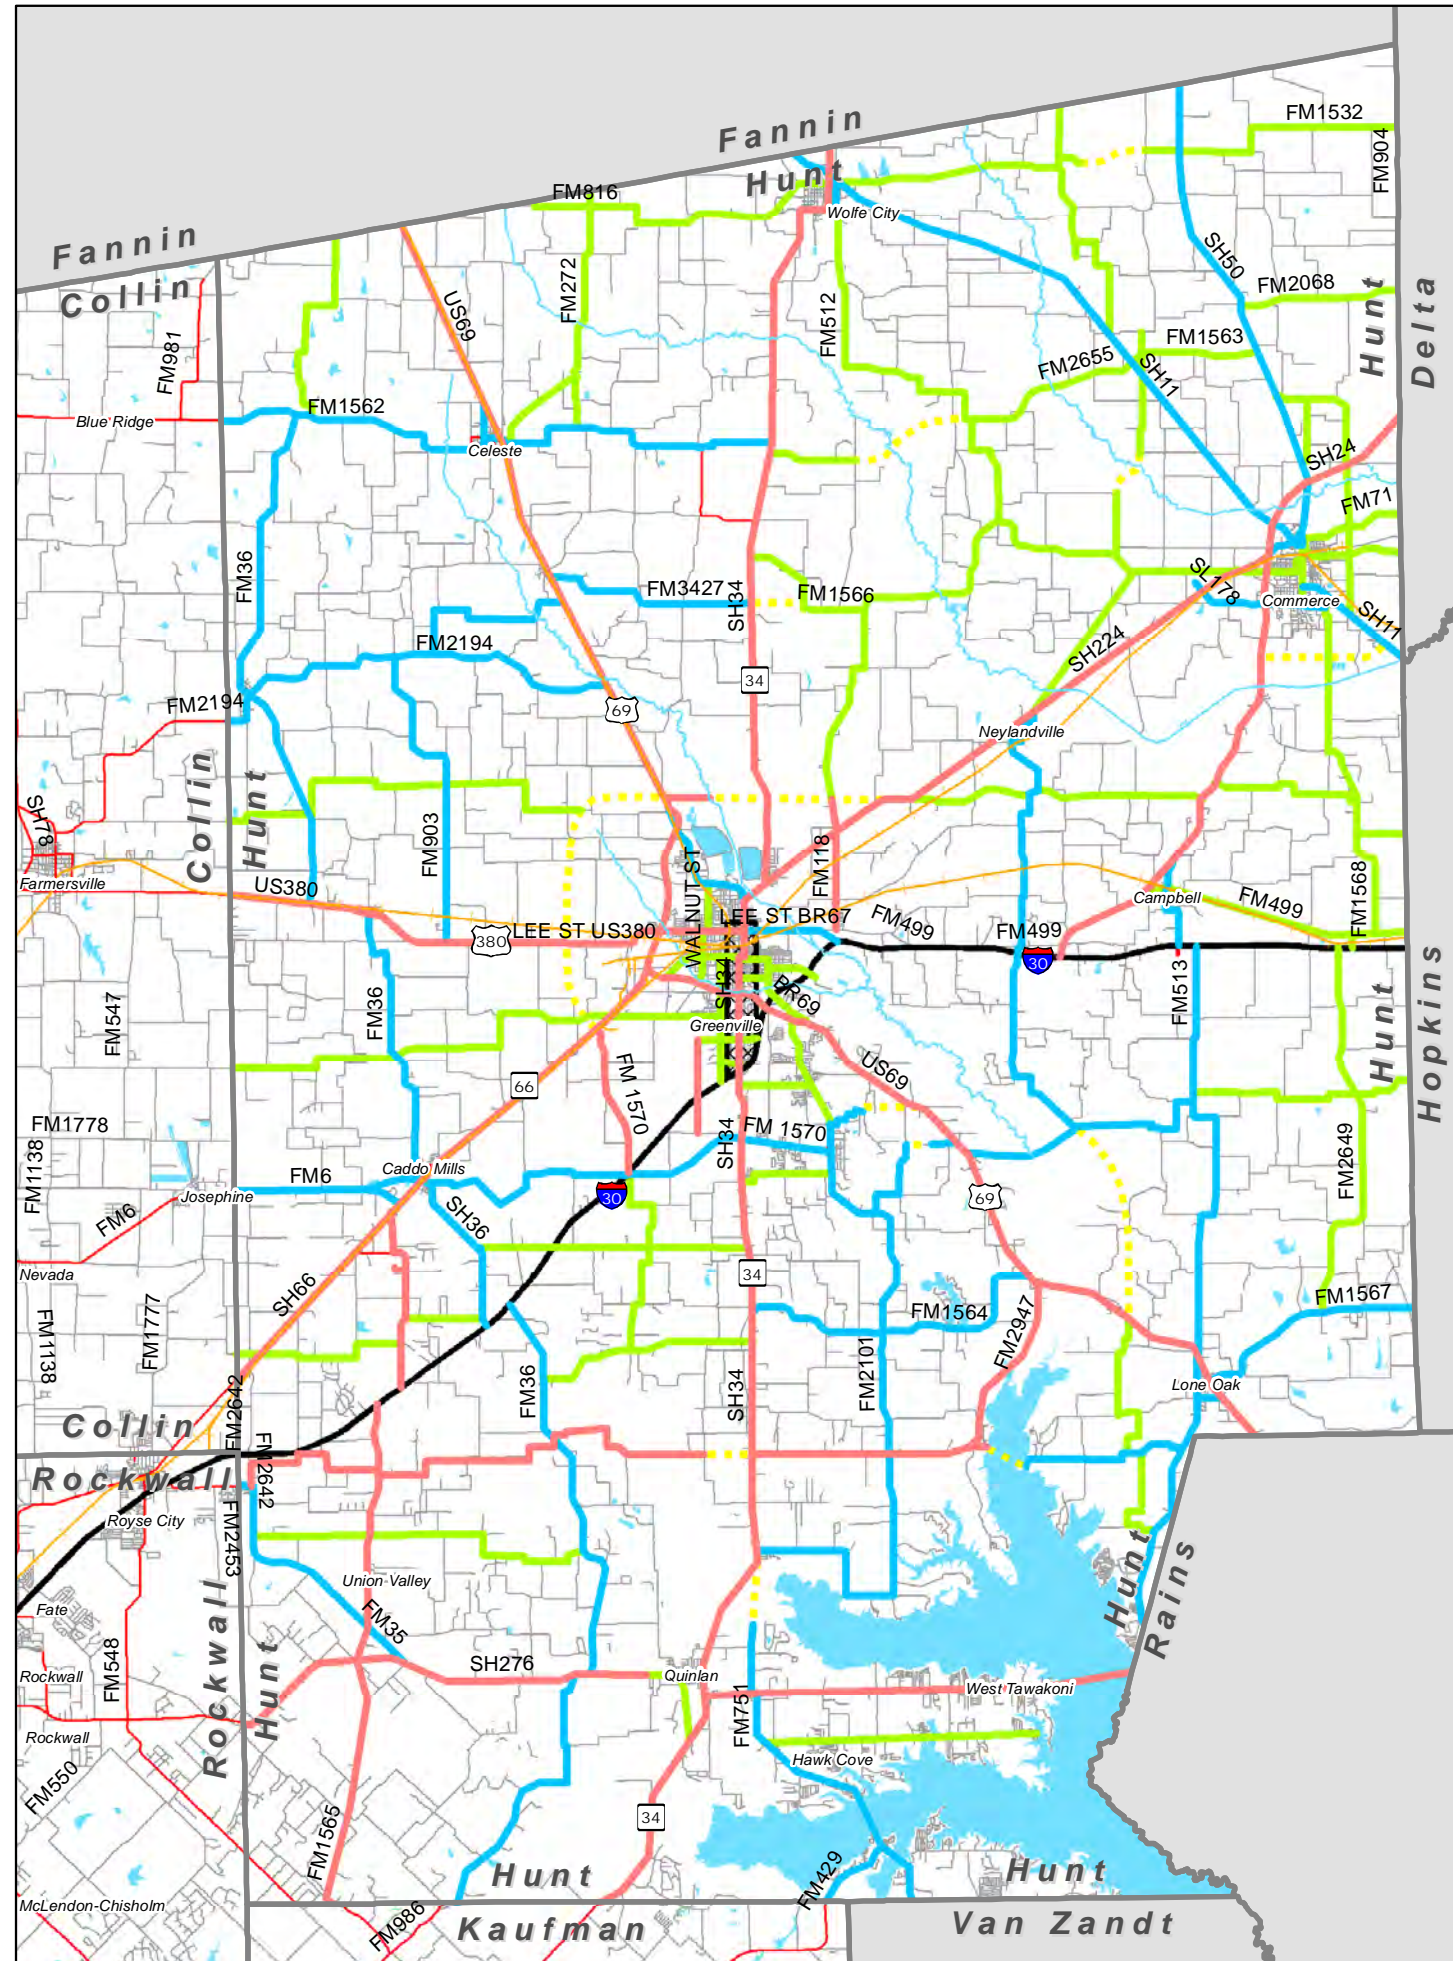 Fannin
Hunt
FM1532
FM904
FM816
Wolfe City
Fannin
Collin
SH50
FM272
FM2068
Hunt
Delta
US69
FM512
FM981
FM1563
FM2655
SH11
Blue Ridge
FM1562
Celeste
SH24
FM71
FM36
FM3427
SH34
FM1566
SL178
Commerce
SH11
FM2194
SH224
34
FM2194
69
Neylandville
Collin
Hunt
SH78
FM903
WALNUT ST
FM118
Farmersville
US380
Campbell
FM499
FM1568
LEE ST US380
380
LEE ST BR67
FM499
FM499
30
SH34
BR69
FM513
Hunt
Hopkins
FM547
FM36
Greenville
US69
66
FM 1570
FM1778
FM1138
FM 1570
SH34
FM2649
FM6
Caddo Mills
Josephine
30
69
FM6
SH36
Nevada
34
SH66
FM1564
FM1567
FM1138
FM1777
FM2947
FM2101
FM36
SH34
Lone Oak
FM2642
Collin
Rockwall
FM2642
Royse City
FM2453
Hunt
Rains
Union Valley
Fate
FM35
Rockwall
FM548
SH276
Quinlan
Rockwall
Hunt
West Tawakoni
FM751
Rockwall
Hawk Cove
FM550
34
FM1565
Hunt
Hunt
FM429
McLendon-Chisholm
FM986
Kaufman
Van Zandt